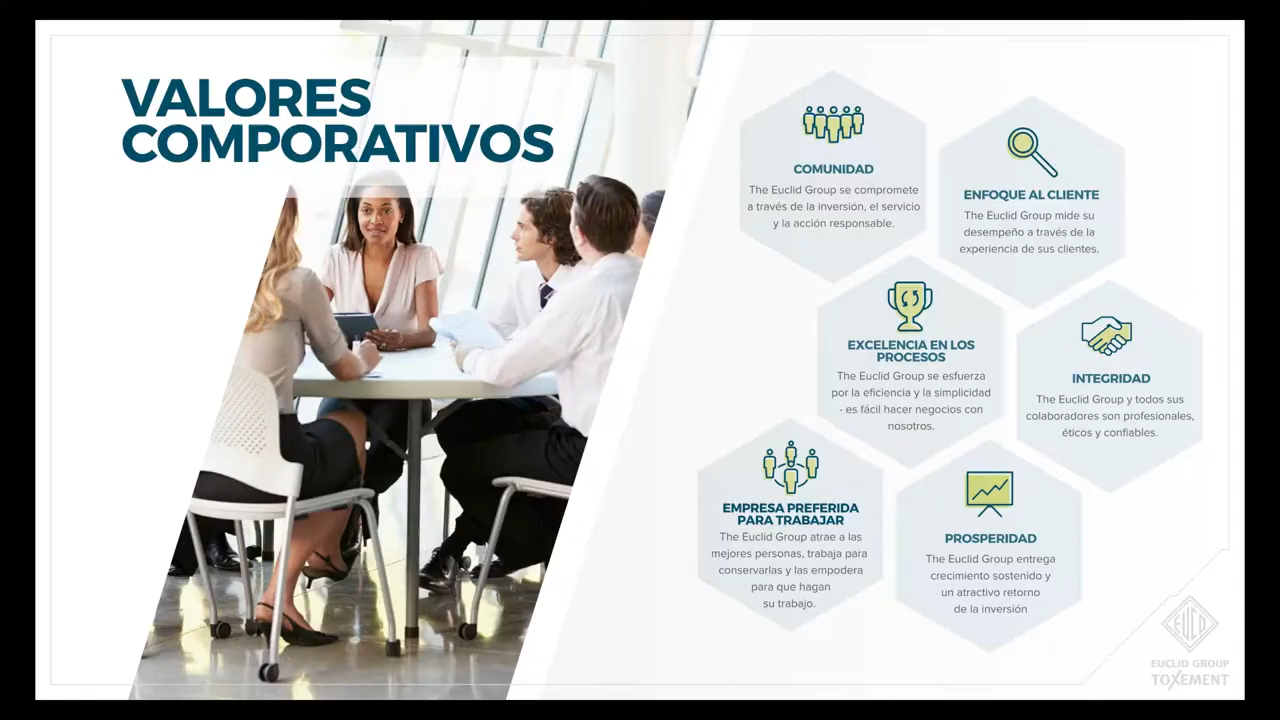 VALORES
COMPORATIVOS
COMUNIDAD
The Euclid Group se compromete
a través de la inversión, el servicio
y la acción responsable.
ENFOQUE AL CLIENTE
The Euclid Group mide su
desempeño a través de la
experiencia de sus clientes.
EXCELENCIA EN LOS
PROCESOS
The Euclid Group se esfuerza
por la eficiencia y la simplicidad
- es fácil hacer negocios con
nosotros.
INTEGRIDAD
The Euclid Group y todos sus
colaboradores son profesionales,
éticos y confiables.
EMPRESA PREFERIDA
PARA TRABAJAR
The Euclid Group atrae a las
mejores personas, trabaja para
conservarlas y las empodera
para que hagan
su trabajo.
PROSPERIDAD
The Euclid Group entrega
crecimiento sostenido y
un atractivo retorno
de la inversión
EUCO
EUCLID GROUP
TOXEMENT